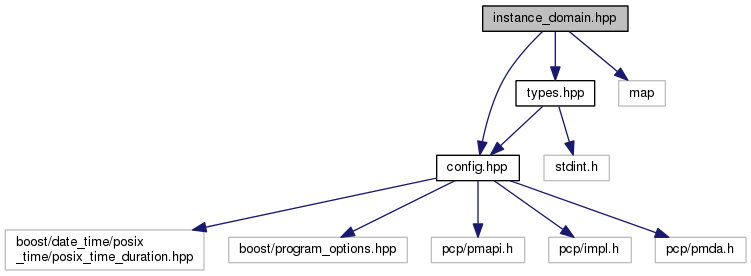 instance_domain.hpp
types.hpp
map
config.hpp
stdint.h
boost/date_time/posix
_time/posix_time_duration.hpp
boost/program_options.hpp
pcp/pmapi.h
pcp/impl.h
pcp/pmda.h